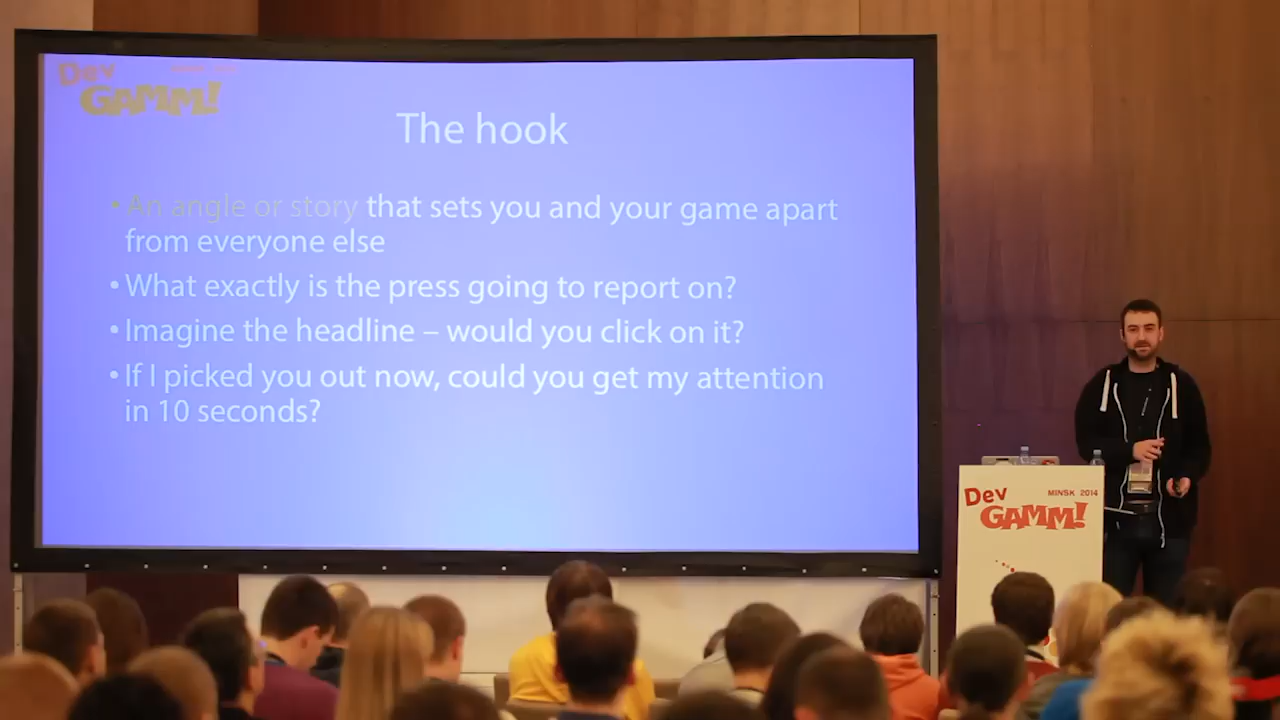 Dev
GAMM!
The hook
• An angle or story that sets you and your game apart
from everyone else
• What exactly is the press going to report on?
• Imagine the headline – would you click on it?
• If I picked you out now, could you get my attention
in 10 seconds?
Dev MINSK 2014
GAMM!